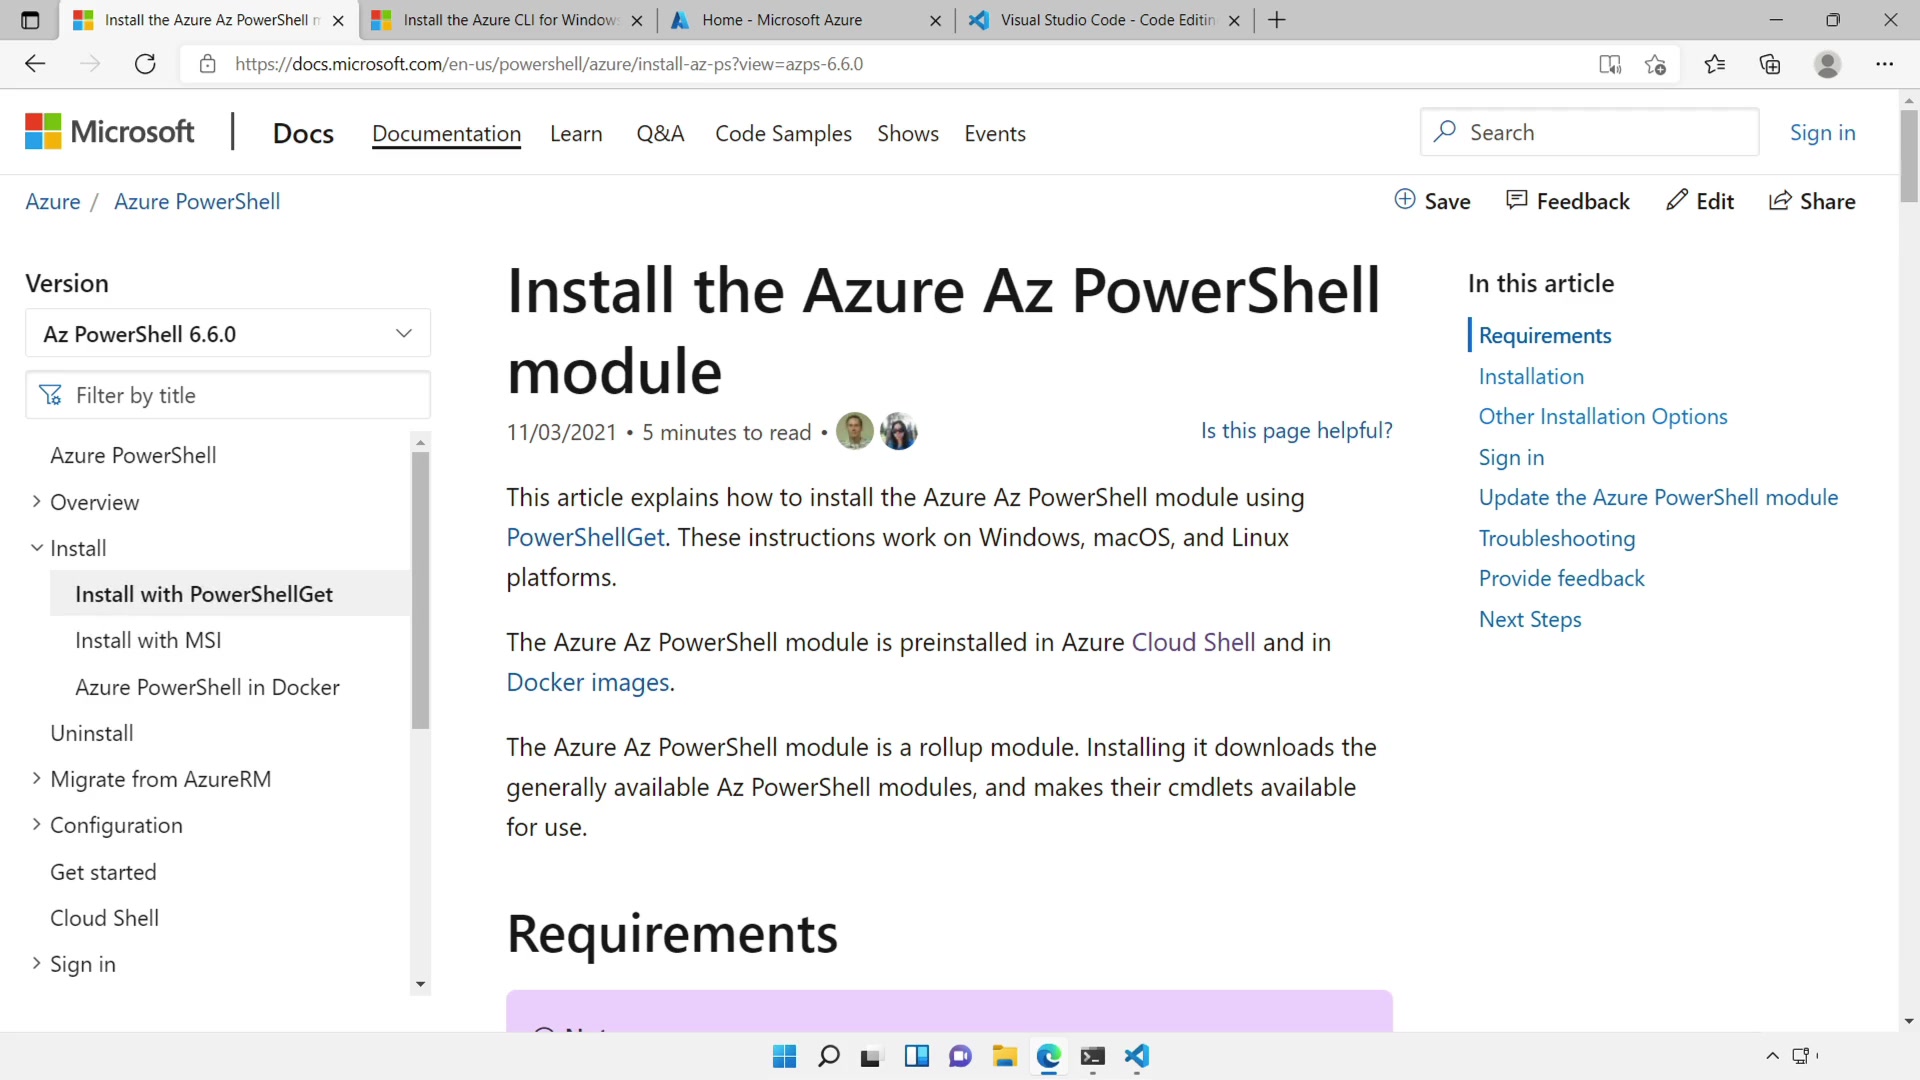 Install the Azure Az PowerShell m
Install the Azure CLI for Window
Home - Microsoft Azure
Visual Studio Code - Code Editin
https://docs.microsoft.com/en-us/powershell/azure/install-az-ps?view=azps-6.6.0
Microsoft
Docs
Documentation
Learn
Q&A
Code Samples
Shows
Events
Search
Sign in
Azure / Azure PowerShell
Save
Feedback
Edit
Share
Version
Az PowerShell 6.6.0
Filter by title
Azure PowerShell
Overview
Install
Install with PowerShellGet
Install with MSI
Azure PowerShell in Docker
Uninstall
Migrate from AzureRM
Configuration
Get started
Cloud Shell
Sign in
Install the Azure Az PowerShell
module
11/03/2021 • 5 minutes to read •
Is this page helpful?
This article explains how to install the Azure Az PowerShell module using
PowerShellGet. These instructions work on Windows, macOS, and Linux
platforms.
The Azure Az PowerShell module is preinstalled in Azure Cloud Shell and in
Docker images.
The Azure Az PowerShell module is a rollup module. Installing it downloads the
generally available Az PowerShell modules, and makes their cmdlets available
for use.
Requirements
In this article
Requirements
Installation
Other Installation Options
Sign in
Update the Azure PowerShell module
Troubleshooting
Provide feedback
Next Steps